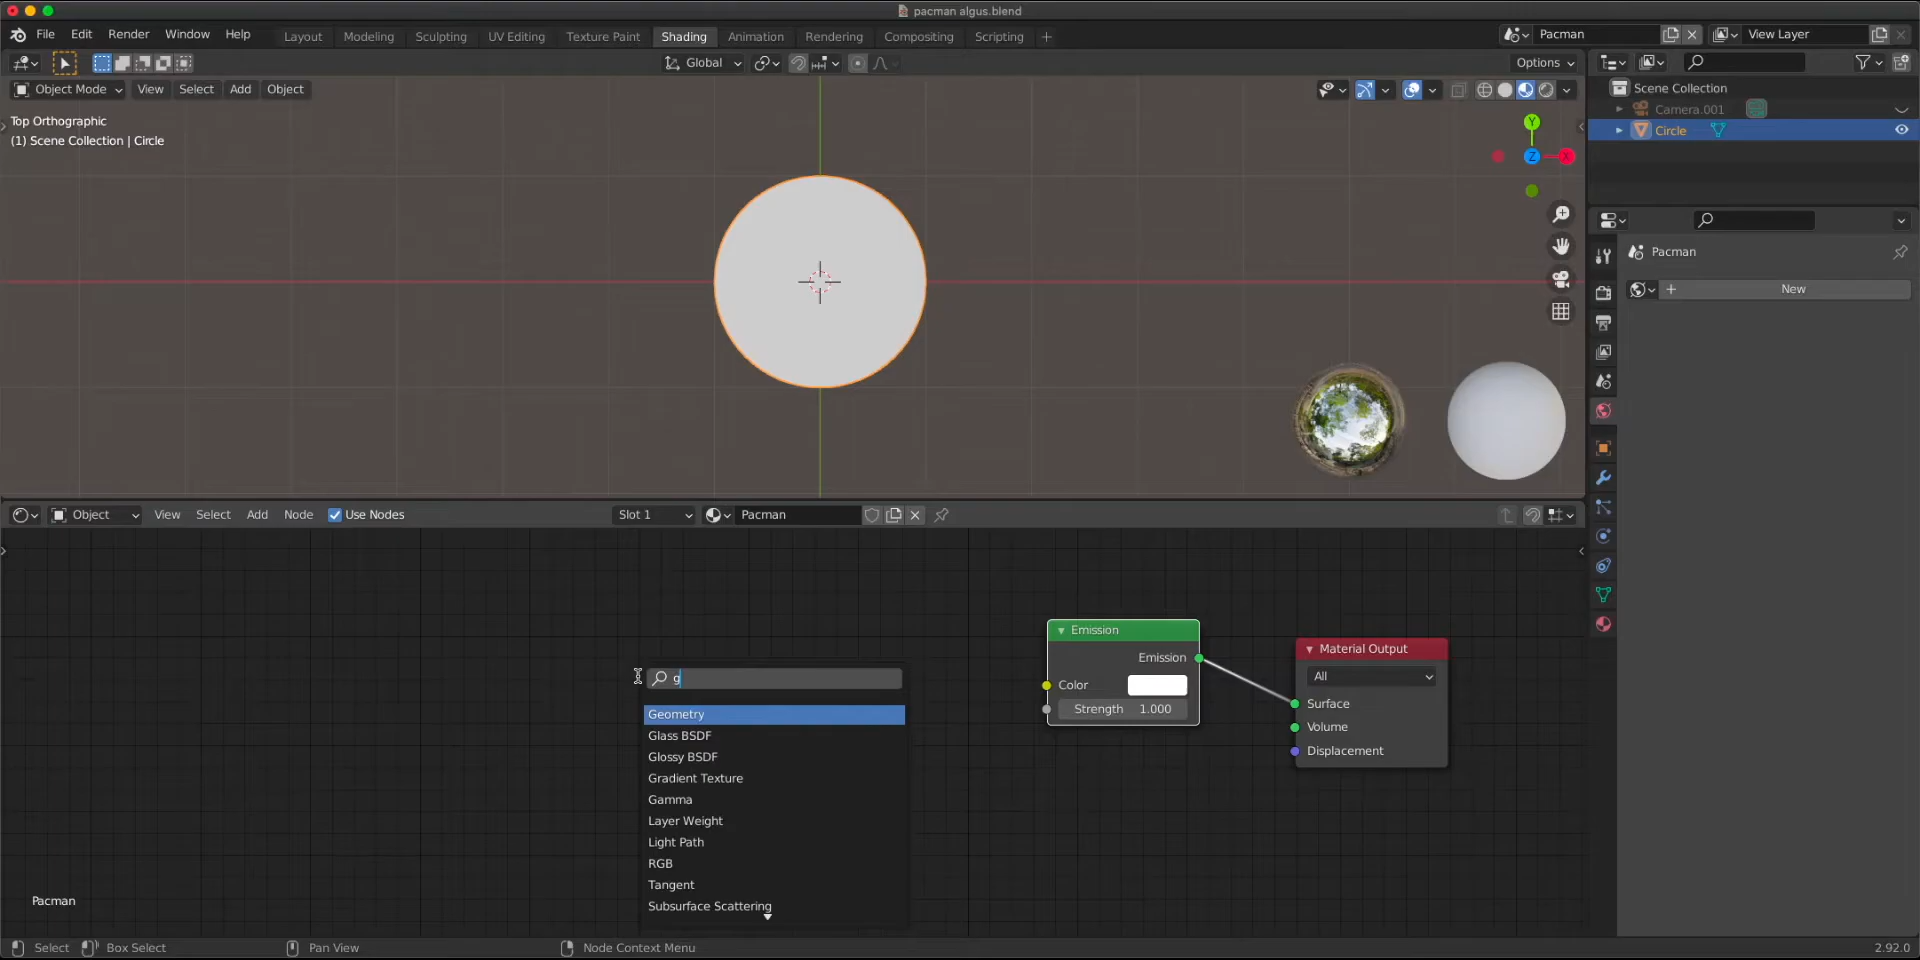 pacman algus.blend
File Edit Render Window Help Layout Modeling Sculpting UV Editing Texture Paint Shading Animation Rendering Compositing Scripting + Pacman View Layer
Global Options
Object Mode View Select Add Object
Scene Collection
Camera.001
Circle
Top Orthographic
(1) Scene Collection | Circle
Y
Z X
Pacman
New
Object View Select Add Node Use Nodes Slot 1 Pacman
Emission
Emission
Color
Strength 1.000
Material Output
All
Surface
Volume
Displacement
g
Geometry
Glass BSDF
Glossy BSDF
Gradient Texture
Gamma
Layer Weight
Light Path
RGB
Tangent
Subsurface Scattering
Pacman
Select Box Select Pan View Node Context Menu 2.92.0